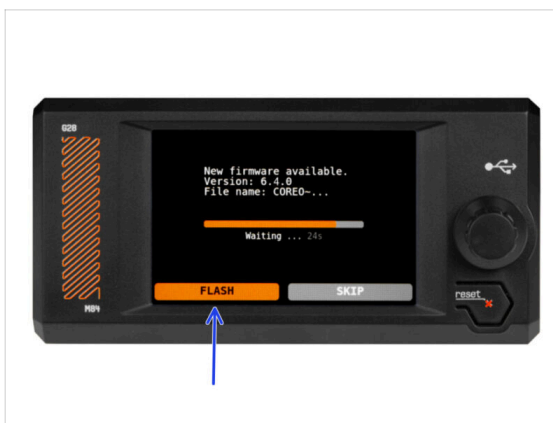 G28
New firmware available.
Version: 6.4.0
File name: COREO~...
Waiting ... 24s
FLASH
SKIP
reset
M84